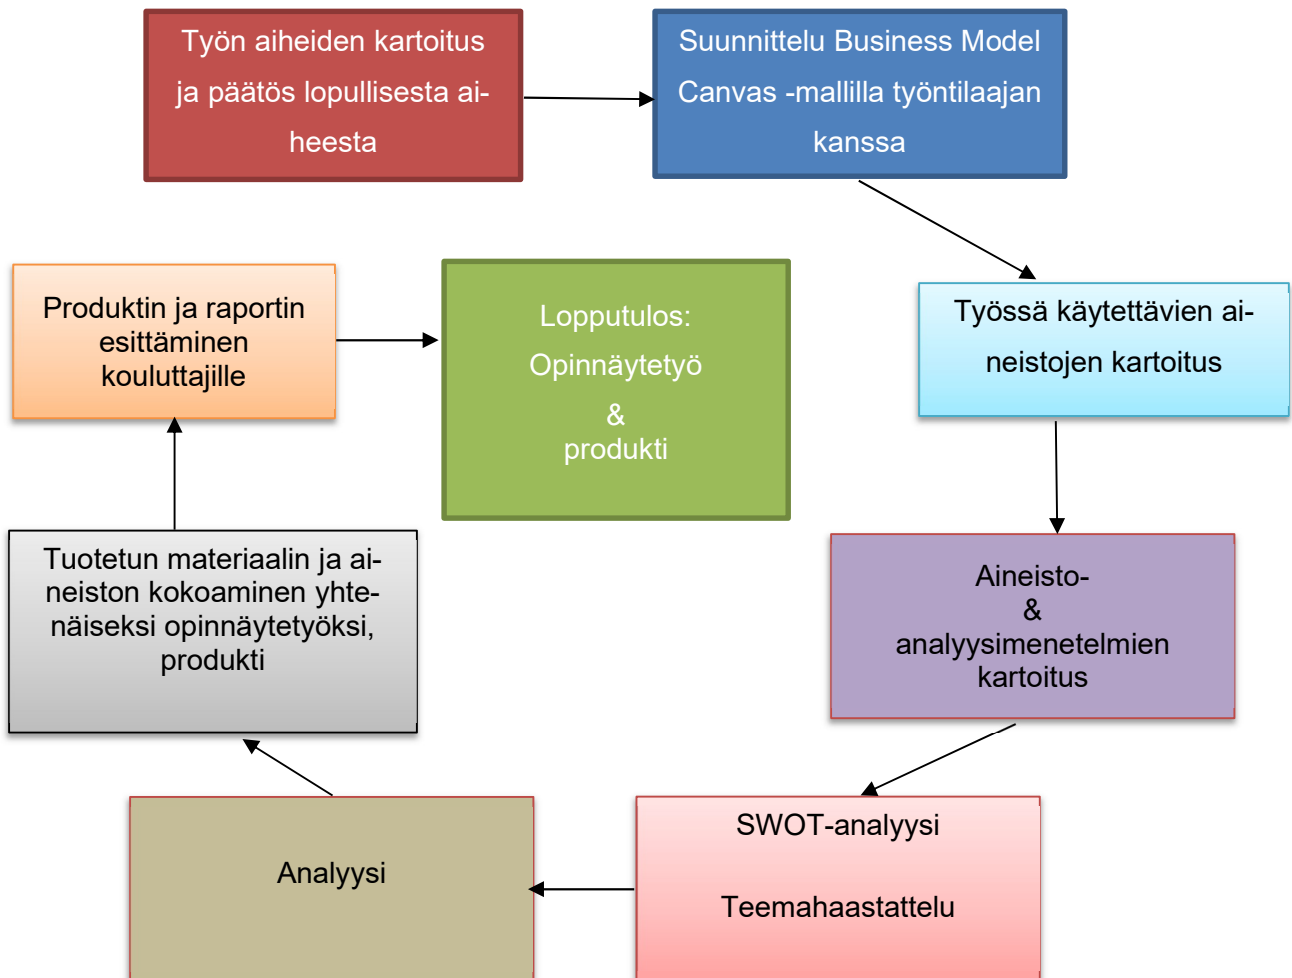 Työn aiheiden kartoitus
ja päätös lopullisesta ai-
heesta
Suunnittelu Business Model
Canvas -mallilla työntilaajan
kanssa
Työssä käytettävien ai-
neistojen kartoitus
Aineisto-
&
analyysimenetelmien
kartoitus
SWOT-analyysi
Teemahaastattelu
Analyysi
Tuotetun materiaalin ja ai-
neiston kokoaminen yhte-
näiseksi opinnäytetyöksi,
produkti
Produktin ja raportin
esittäminen
kouluttajille
Lopputulos:
Opinnäytetyö
&
produkti